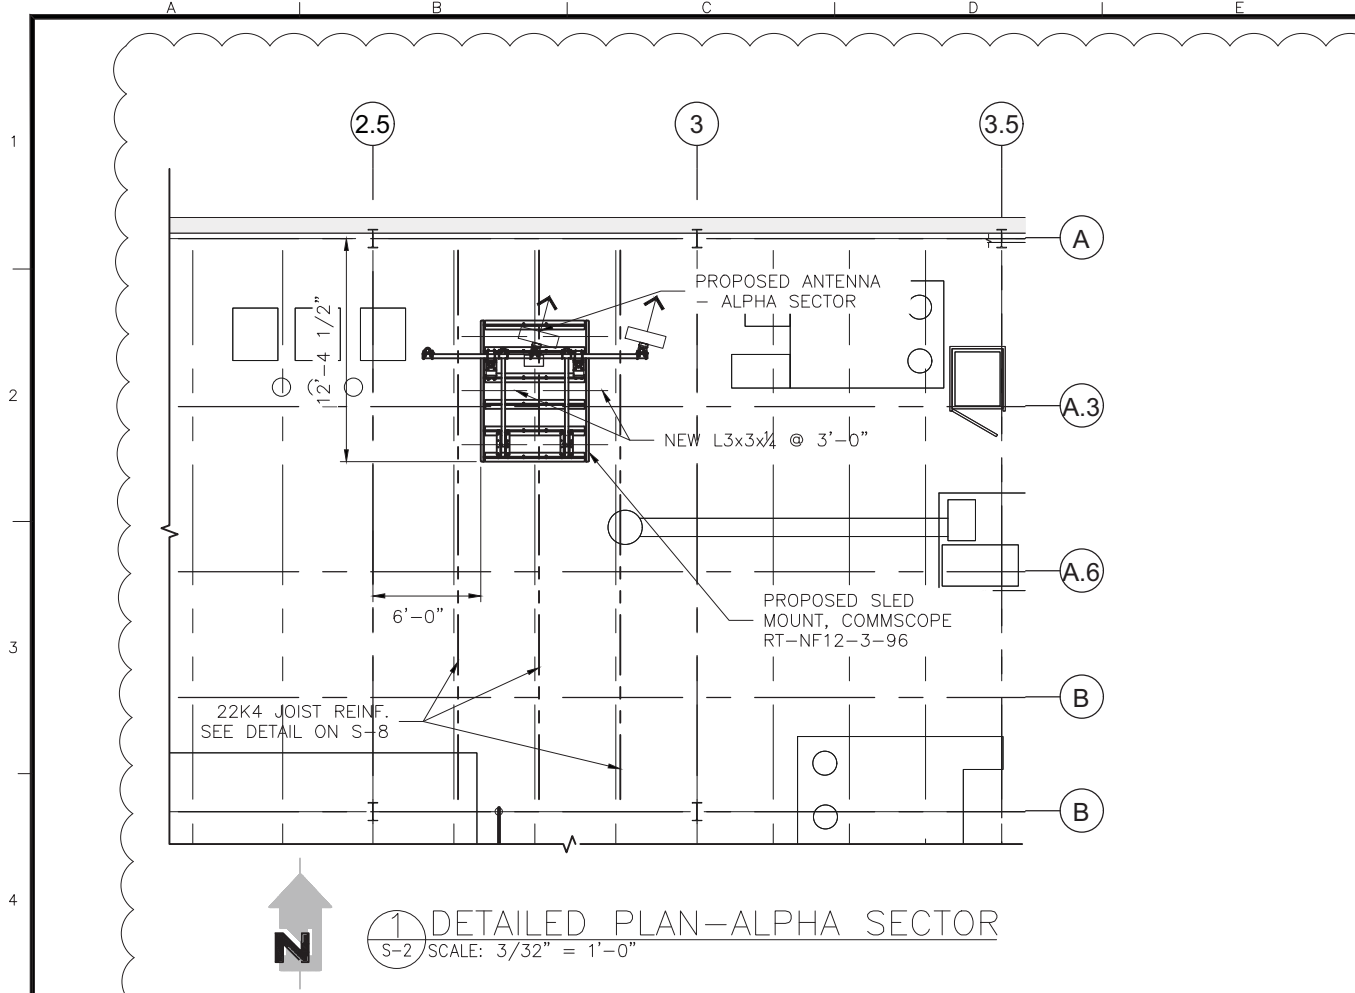 A B C D E
1
2
3
4
2.5
3
3.5
A
A.3
A.6
B
B
PROPOSED ANTENNA
- ALPHA SECTOR
12'-4 1/2"
NEW L3x3x¼ @ 3'-0"
6'-0"
PROPOSED SLED
MOUNT, COMMSCOPE
RT-NF12-3-96
22K4 JOIST REINF.
SEE DETAIL ON S-8
N
1
S-2
DETAILED PLAN-ALPHA SECTOR
SCALE: 3/32" = 1'-0"